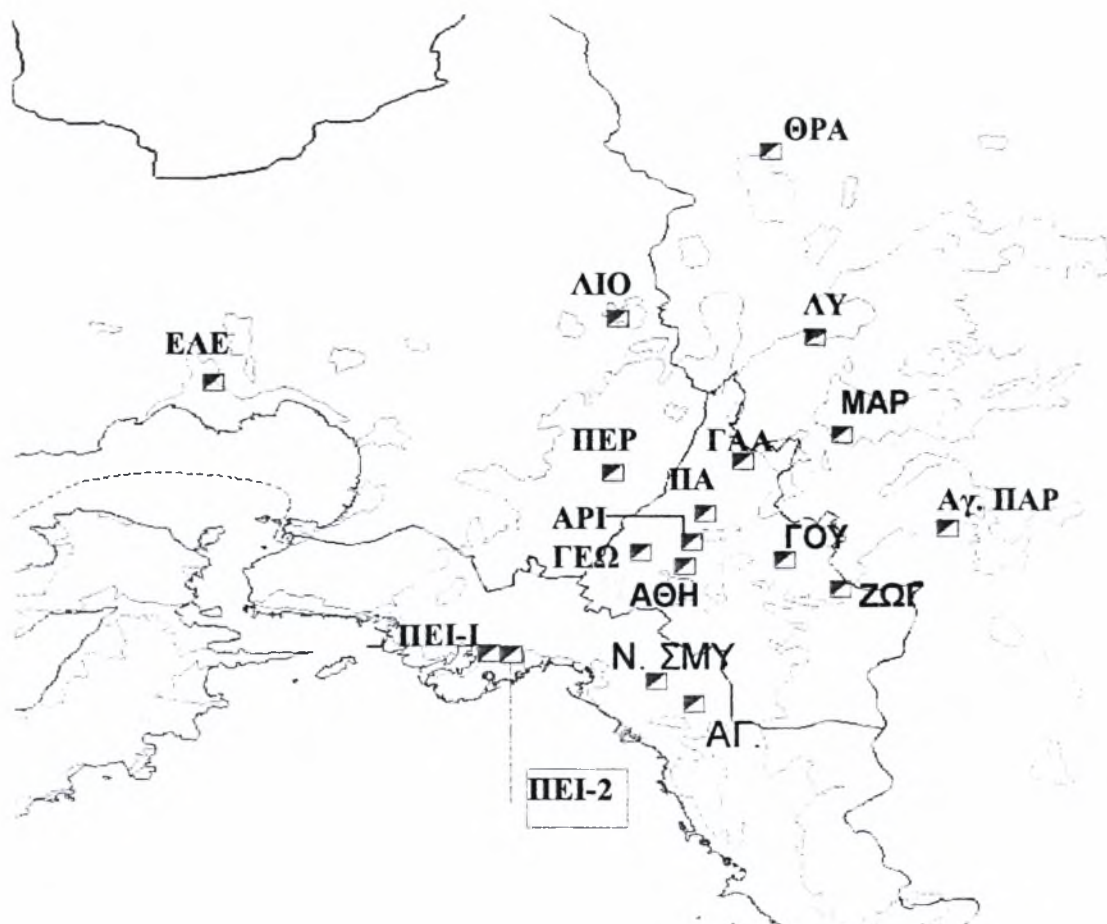 ΘΡΑ
ΛΙΟ
ΛΥ
ΕΛΕ
ΜΑΡ
ΠΕΡ
ΓΑΛ
ΠΑ
Αγ. ΠΑΡ
ΑΡΙ
ΓΟΥ
ΓΕΩ
ΑΘΗ
ΖΩΓ
ΠΕΙ-1
Ν. ΣΜΥ
ΑΓ.
ΠΕΙ-2